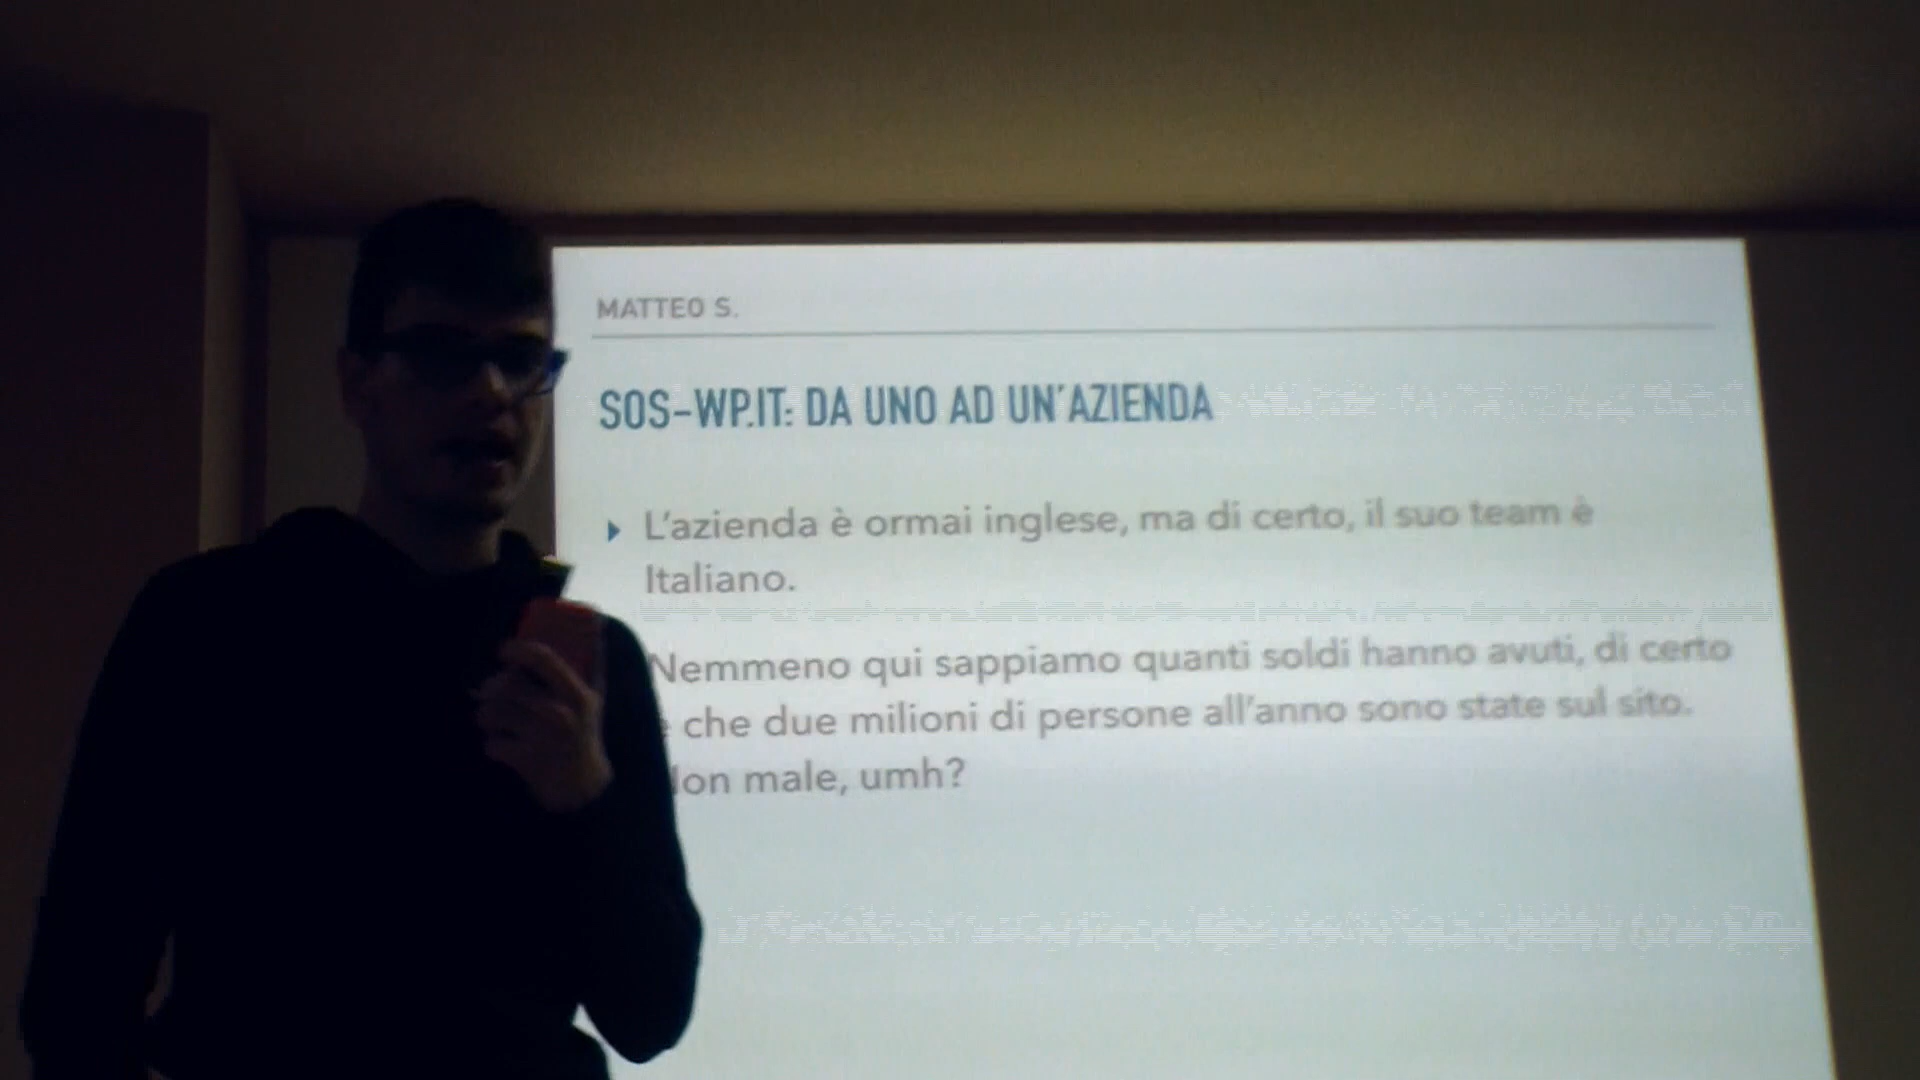 MATTEO S.
SOS-WP.IT: DA UNO AD UN'AZIENDA
L'azienda è ormai inglese, ma di certo, il suo team è
Italiano.
Nemmeno qui sappiamo quanti soldi hanno avuti, di certo
è che due milioni di persone all'anno sono state sul sito.
Non male, umh?